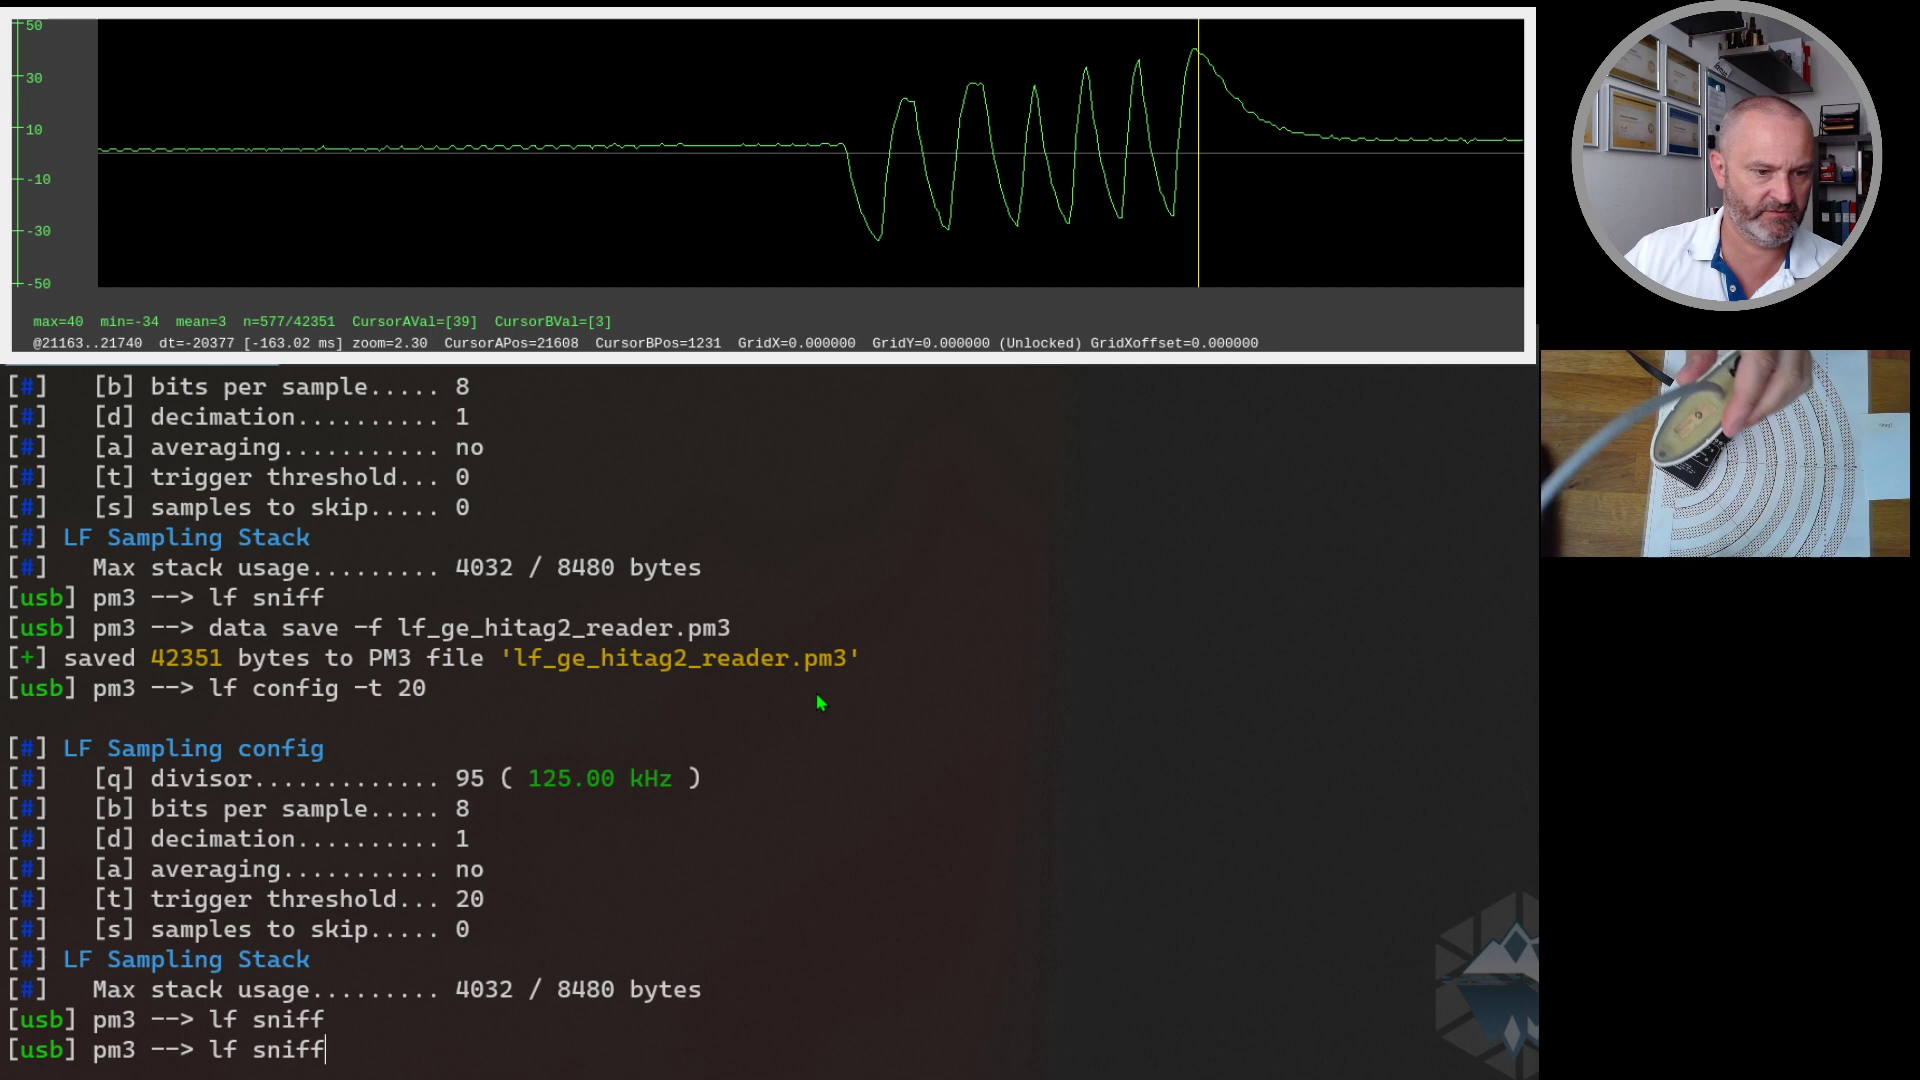 50
30
10
-10
-30
-50
max=40 min=-34 mean=3 n=577/42351 CursorAVal=[39] CursorBVal=[3]
@21163..21740 dt=-20377 [-163.02 ms] zoom=2.30 CursorAPos=21608 CursorBPos=1231 GridX=0.000000 GridY=0.000000 (Unlocked) GridXoffset=0.000000
[#] [b] bits per sample..... 8
[#] [d] decimation.......... 1
[#] [a] averaging........... no
[#] [t] trigger threshold... 0
[#] [s] samples to skip..... 0
[#] LF Sampling Stack
[#] Max stack usage......... 4032 / 8480 bytes
[usb] pm3 --> lf sniff
[usb] pm3 --> data save -f lf_ge_hitag2_reader.pm3
[+] saved 42351 bytes to PM3 file 'lf_ge_hitag2_reader.pm3'
[usb] pm3 --> lf config -t 20
[#] LF Sampling config
[#] [q] divisor............. 95 ( 125.00 kHz )
[#] [b] bits per sample..... 8
[#] [d] decimation.......... 1
[#] [a] averaging........... no
[#] [t] trigger threshold... 20
[#] [s] samples to skip..... 0
[#] LF Sampling Stack
[#] Max stack usage......... 4032 / 8480 bytes
[usb] pm3 --> lf sniff
[usb] pm3 --> lf sniff